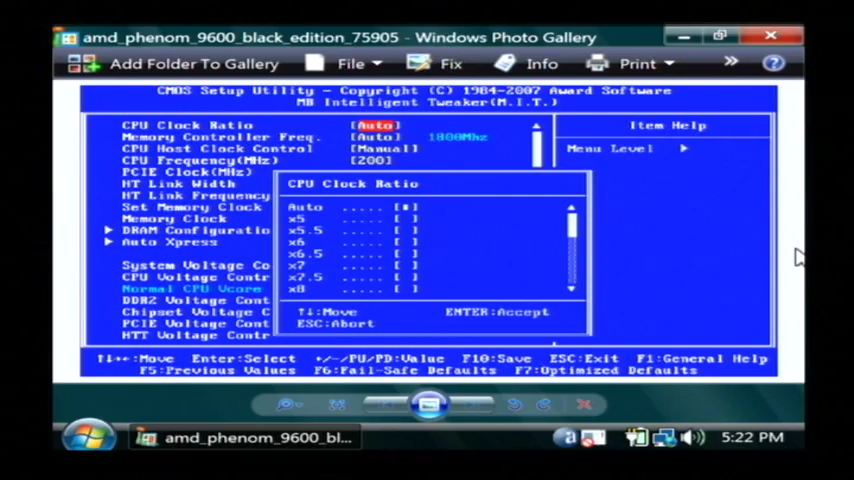 amd_phenom_9600_black_edition_75905 - Windows Photo Gallery
Add Folder To Gallery File Fix Info Print » ?
CMOS Setup Utility - Copyright (C) 1984-2007 Award Software
MB Intelligent Tweaker(M.I.T.)
CPU Clock Ratio [Auto] Item Help
Memory Controller Freq. [Auto] 1800Mhz
CPU Host Clock Control [Manual] Menu Level ▶
CPU Frequency(MHz) [200]
PCIE Clock(MHz)
HT Link Width CPU Clock Ratio
HT Link Frequency
Set Memory Clock Auto ..... [■]
Memory Clock x5 ..... [ ]
▶ DRAM Configuratio x5.5 ..... [ ]
▶ Auto Xpress x6 ..... [ ]
x6.5 ..... [ ]
System Voltage Co x7 ..... [ ]
CPU Voltage Contr x7.5 ..... [ ]
Normal CPU Vcore x8 ..... [ ]
DDR2 Voltage Cont
Chipset Voltage C ↑↓:Move ENTER:Accept
PCIE Voltage Cont ESC:Abort
HTT Voltage Contr
↑↓→←:Move Enter:Select +/-/PU/PD:Value F10:Save ESC:Exit F1:General Help
F5:Previous Values F6:Fail-Safe Defaults F7:Optimized Defaults
amd_phenom_9600_bl... 5:22 PM